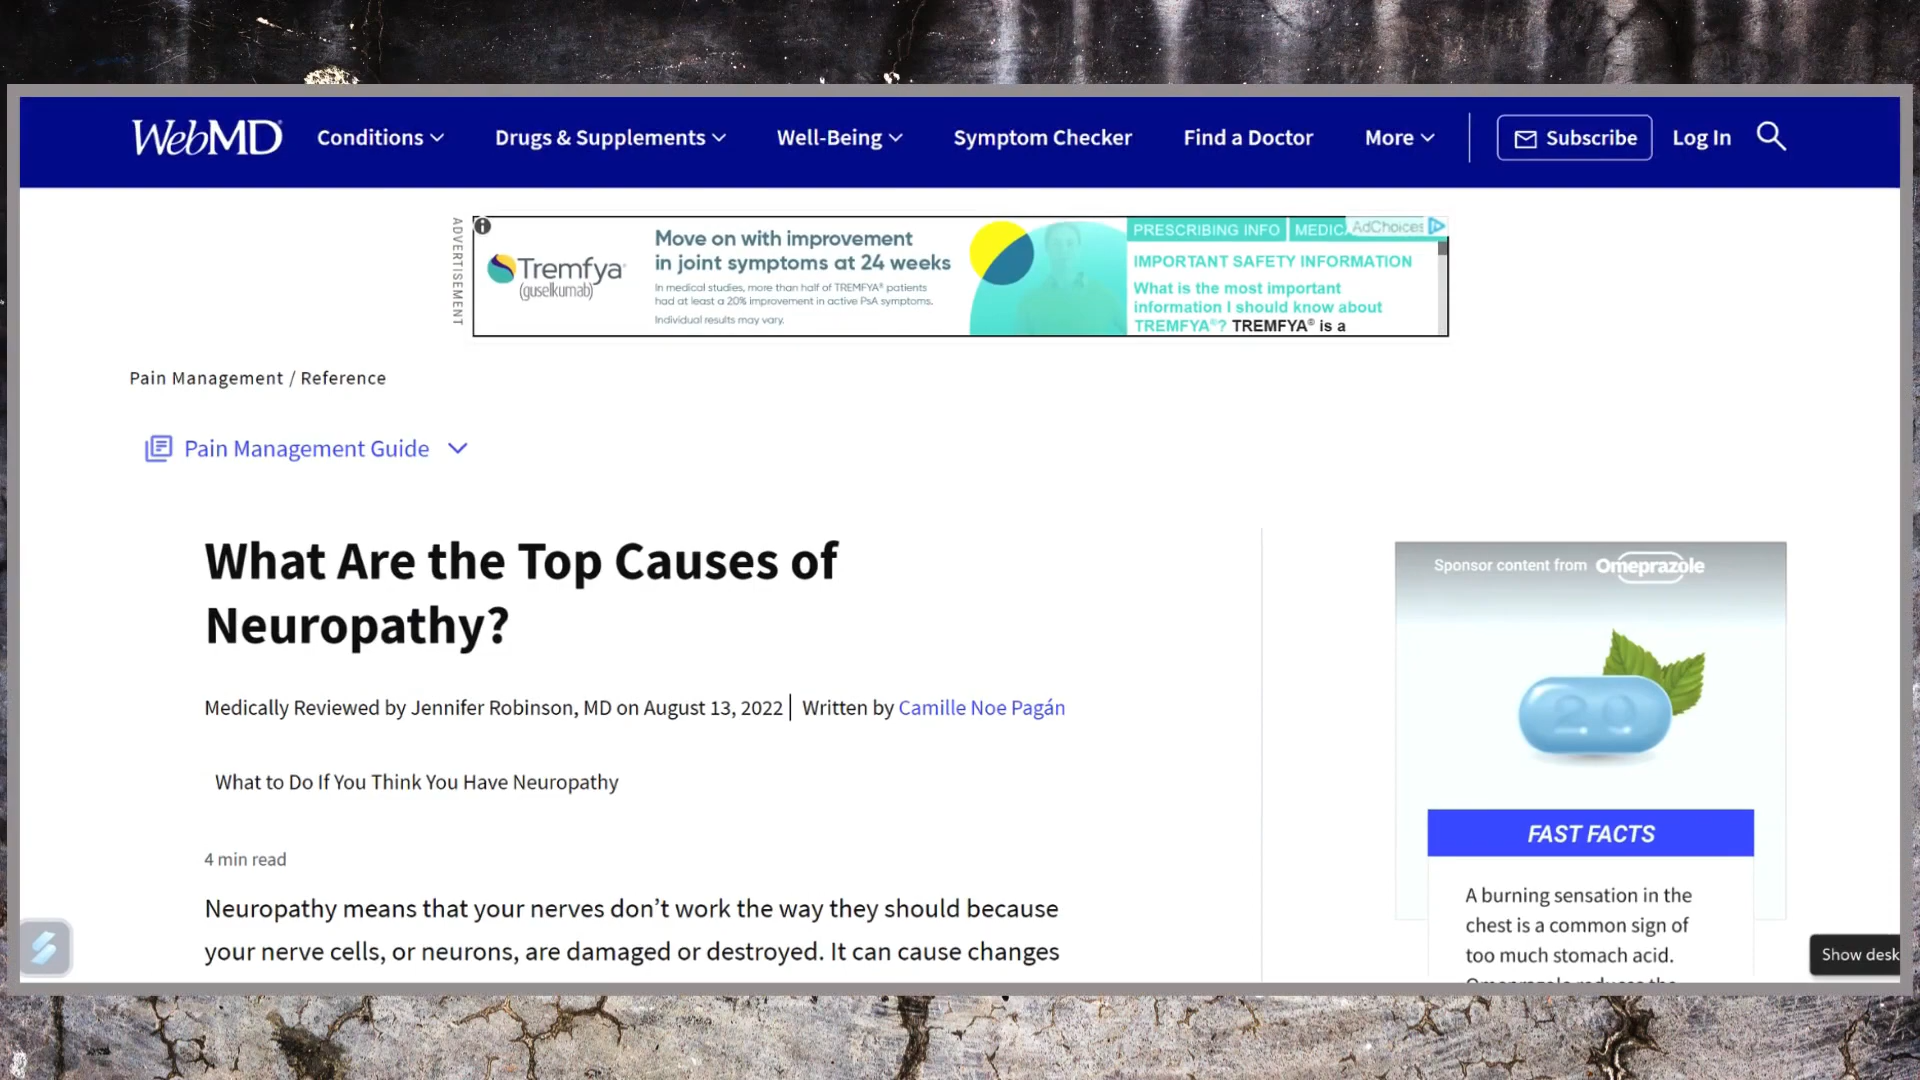 WebMD
Conditions
Drugs & Supplements
Well-Being
Symptom Checker
Find a Doctor
More
Subscribe
Log In
ADVERTISEMENT
Tremfya
(guselkumab)
Move on with improvement
in joint symptoms at 24 weeks
In medical studies, more than half of TREMFYA® patients
had at least a 20% improvement in active PsA symptoms.
Individual results may vary.
PRESCRIBING INFO
MEDIC
AdChoices
IMPORTANT SAFETY INFORMATION
What is the most important
information I should know about
TREMFYA®? TREMFYA® is a
Pain Management / Reference
Pain Management Guide
What Are the Top Causes of
Neuropathy?
Medically Reviewed by Jennifer Robinson, MD on August 13, 2022 | Written by Camille Noe Pagán
What to Do If You Think You Have Neuropathy
4 min read
Neuropathy means that your nerves don’t work the way they should because
your nerve cells, or neurons, are damaged or destroyed. It can cause changes
Sponsor content from Omeprazole
20
FAST FACTS
A burning sensation in the
chest is a common sign of
too much stomach acid.
Show desk